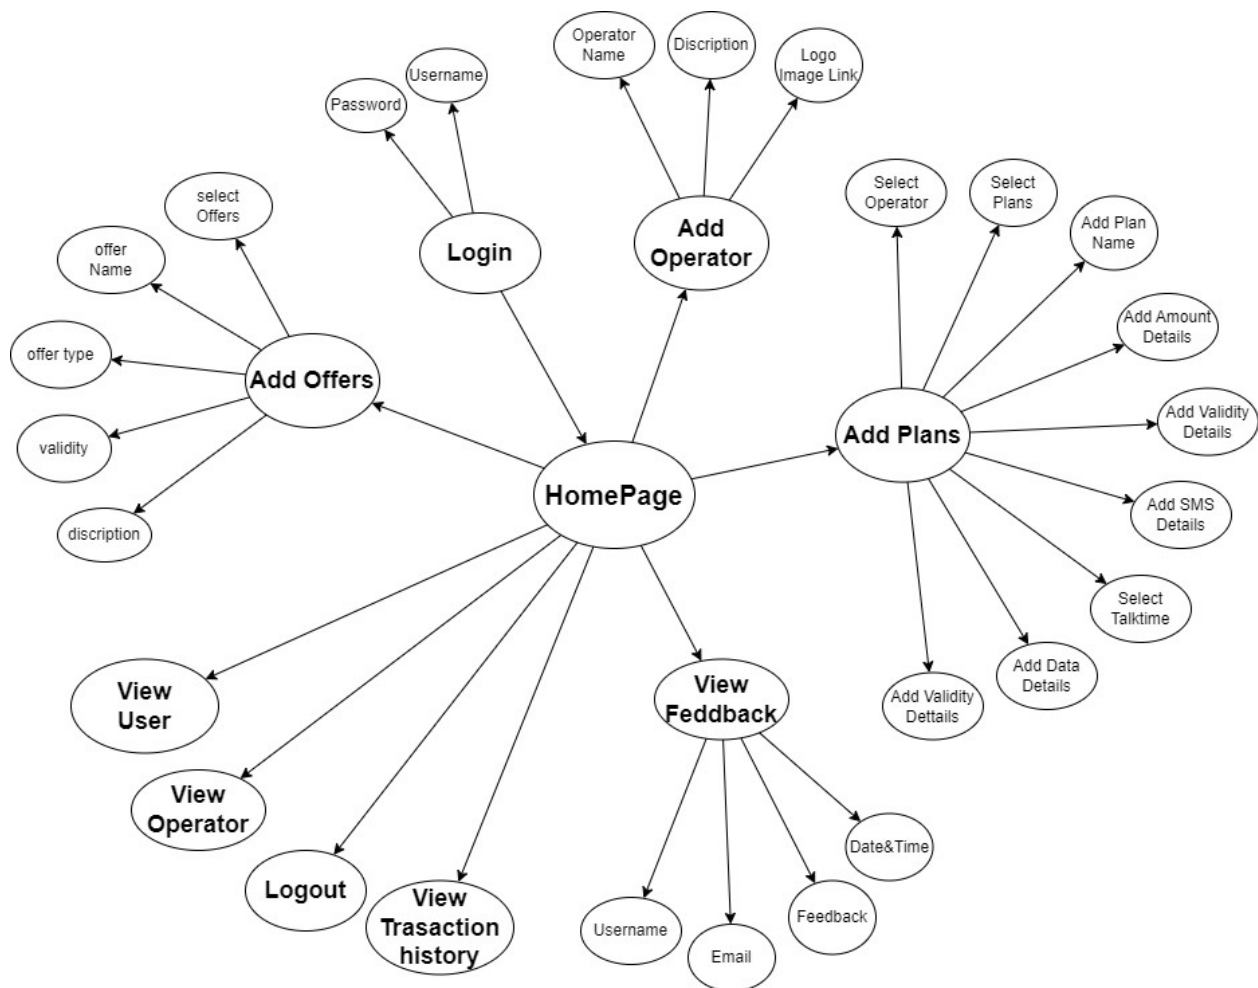 Operator
Name
Discription
Logo
Image Link
Username
Password
select
Offers
Select
Operator
Select
Plans
Add Plan
Name
offer
Name
Login
Add
Operator
Add Amount
Details
offer type
Add Offers
validity
Add Plans
Add Validity
Details
HomePage
discription
Add SMS
Details
Select
Talktime
View
User
View
Feddback
Add Data
Details
Add Validity
Dettails
View
Operator
Logout
View
Trasaction
history
Date&Time
Username
Feedback
Email